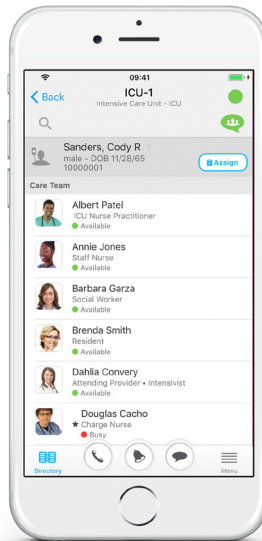 09:41
Back
ICU-1
Intensive Care Unit - ICU
Sanders, Cody R
male - DOB 11/28/65
10000001
Assign
Care Team
Albert Patel
ICU Nurse Practitioner
Available
Annie Jones
Staff Nurse
Available
Barbara Garza
Social Worker
Available
Brenda Smith
Resident
Available
Dahlia Convery
Attending Provider • Intensivist
Available
Douglas Cacho
★ Charge Nurse
Busy
Directory
Menu